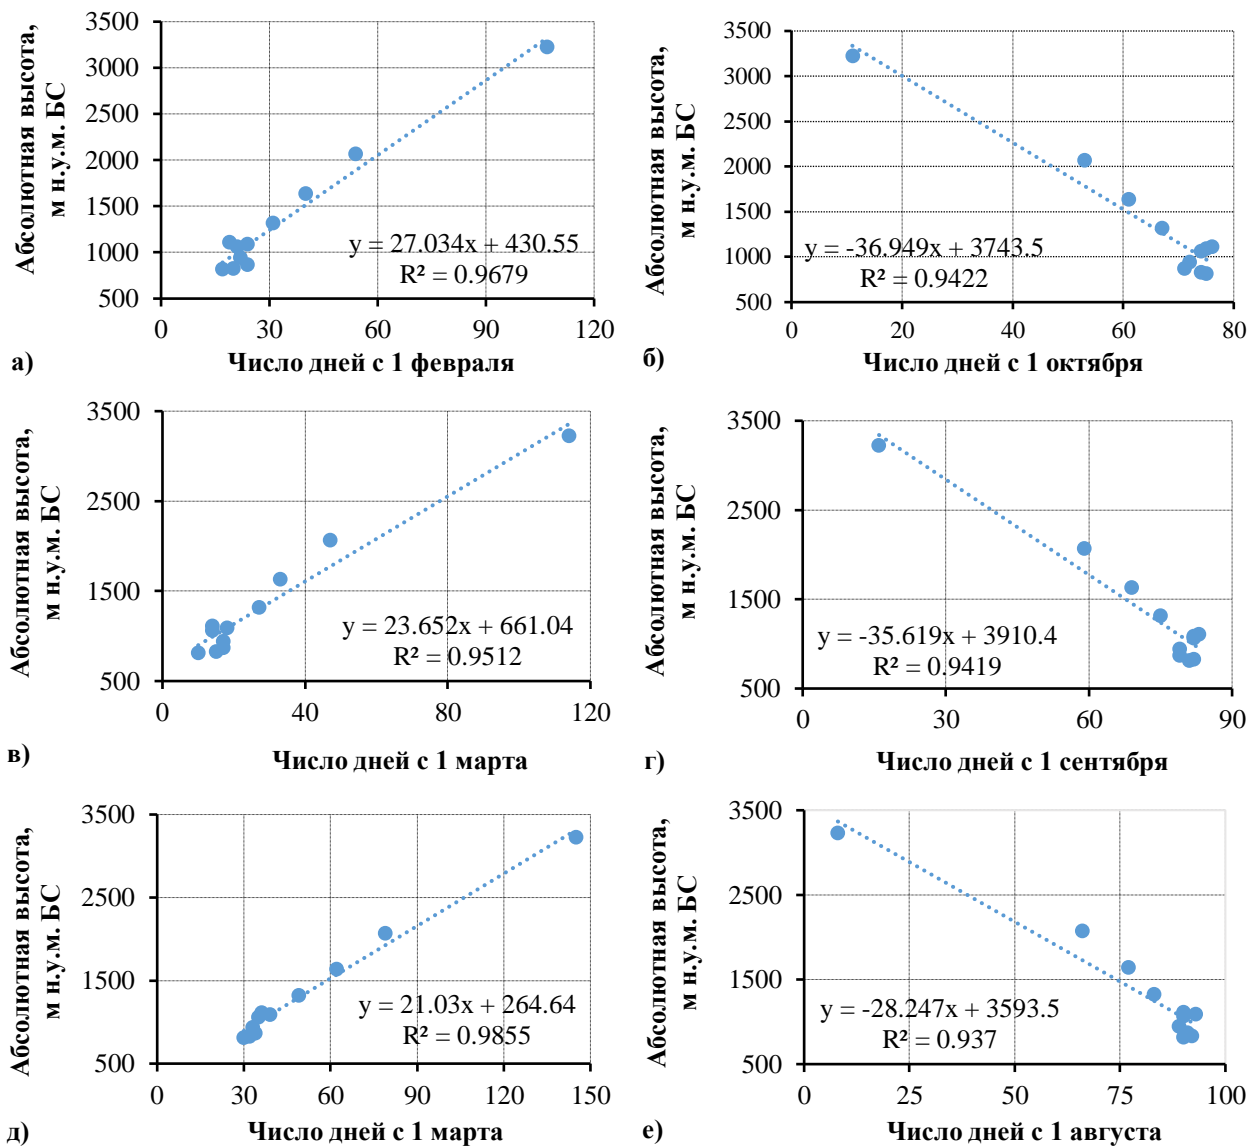 Абсолютная высота,
м н.у.м. БС
3500
3000
2500
2000
1500
1000
500
y = 27.034x + 430.55
R² = 0.9679
0
30
60
90
120
а)
Число дней с 1 февраля
Абсолютная высота,
м н.у.м. БС
3500
3000
2500
2000
1500
1000
500
y = -36.949x + 3743.5
R² = 0.9422
0
20
40
60
80
б)
Число дней с 1 октября
Абсолютная высота,
м н.у.м. БС
3500
2500
1500
500
y = 23.652x + 661.04
R² = 0.9512
0
40
80
120
в)
Число дней с 1 марта
Абсолютная высота,
м н.у.м. БС
3500
2500
1500
500
y = -35.619x + 3910.4
R² = 0.9419
0
30
60
90
г)
Число дней с 1 сентября
Абсолютная высота,
м н.у.м. БС
3500
2500
1500
500
y = 21.03x + 264.64
R² = 0.9855
0
30
60
90
120
145
д)
Число дней с 1 марта
Абсолютная высота,
м н.у.м. БС
3500
2500
1500
500
y = -28.247x + 3593.5
R² = 0.937
0
25
50
75
100
е)
Число дней с 1 августа